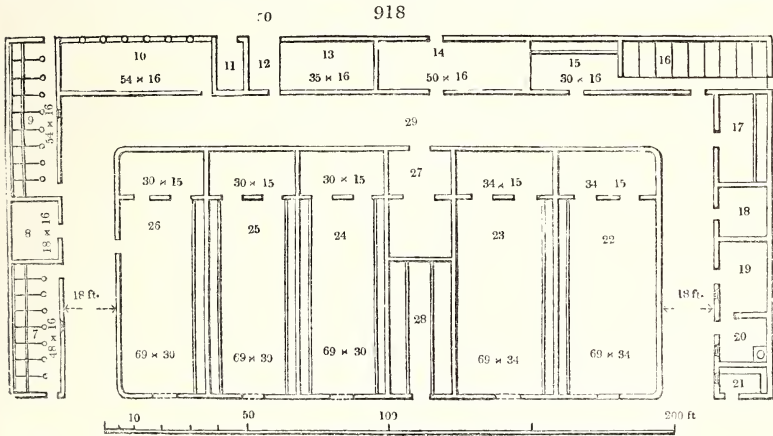 50 918
10 11 12 13 14 15 16
54 × 16 35 × 16 50 × 16 30 × 16
9 54 × 16
29
17
27
30 × 15 30 × 15 30 × 15 34 × 15 34 15
8 18 × 16
18
26 25 24 23 22
19
18 ft. 18 ft.
7 48 × 16
28
20
69 × 30 69 × 30 69 × 30 69 × 34 69 × 34
21
10 50 100 200 ft